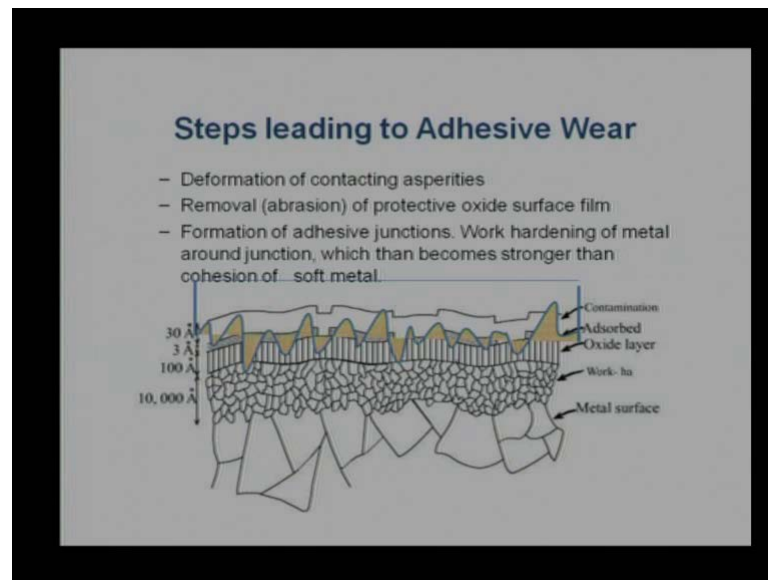 Steps leading to Adhesive Wear
– Deformation of contacting asperities
– Removal (abrasion) of protective oxide surface film
– Formation of adhesive junctions. Work hardening of metal
around junction, which than becomes stronger than
cohesion of soft metal.
Contamination
30 Å
Adsorbed
3 Å
Oxide layer
100 Å
Work- ha
10, 000 Å
Metal surface